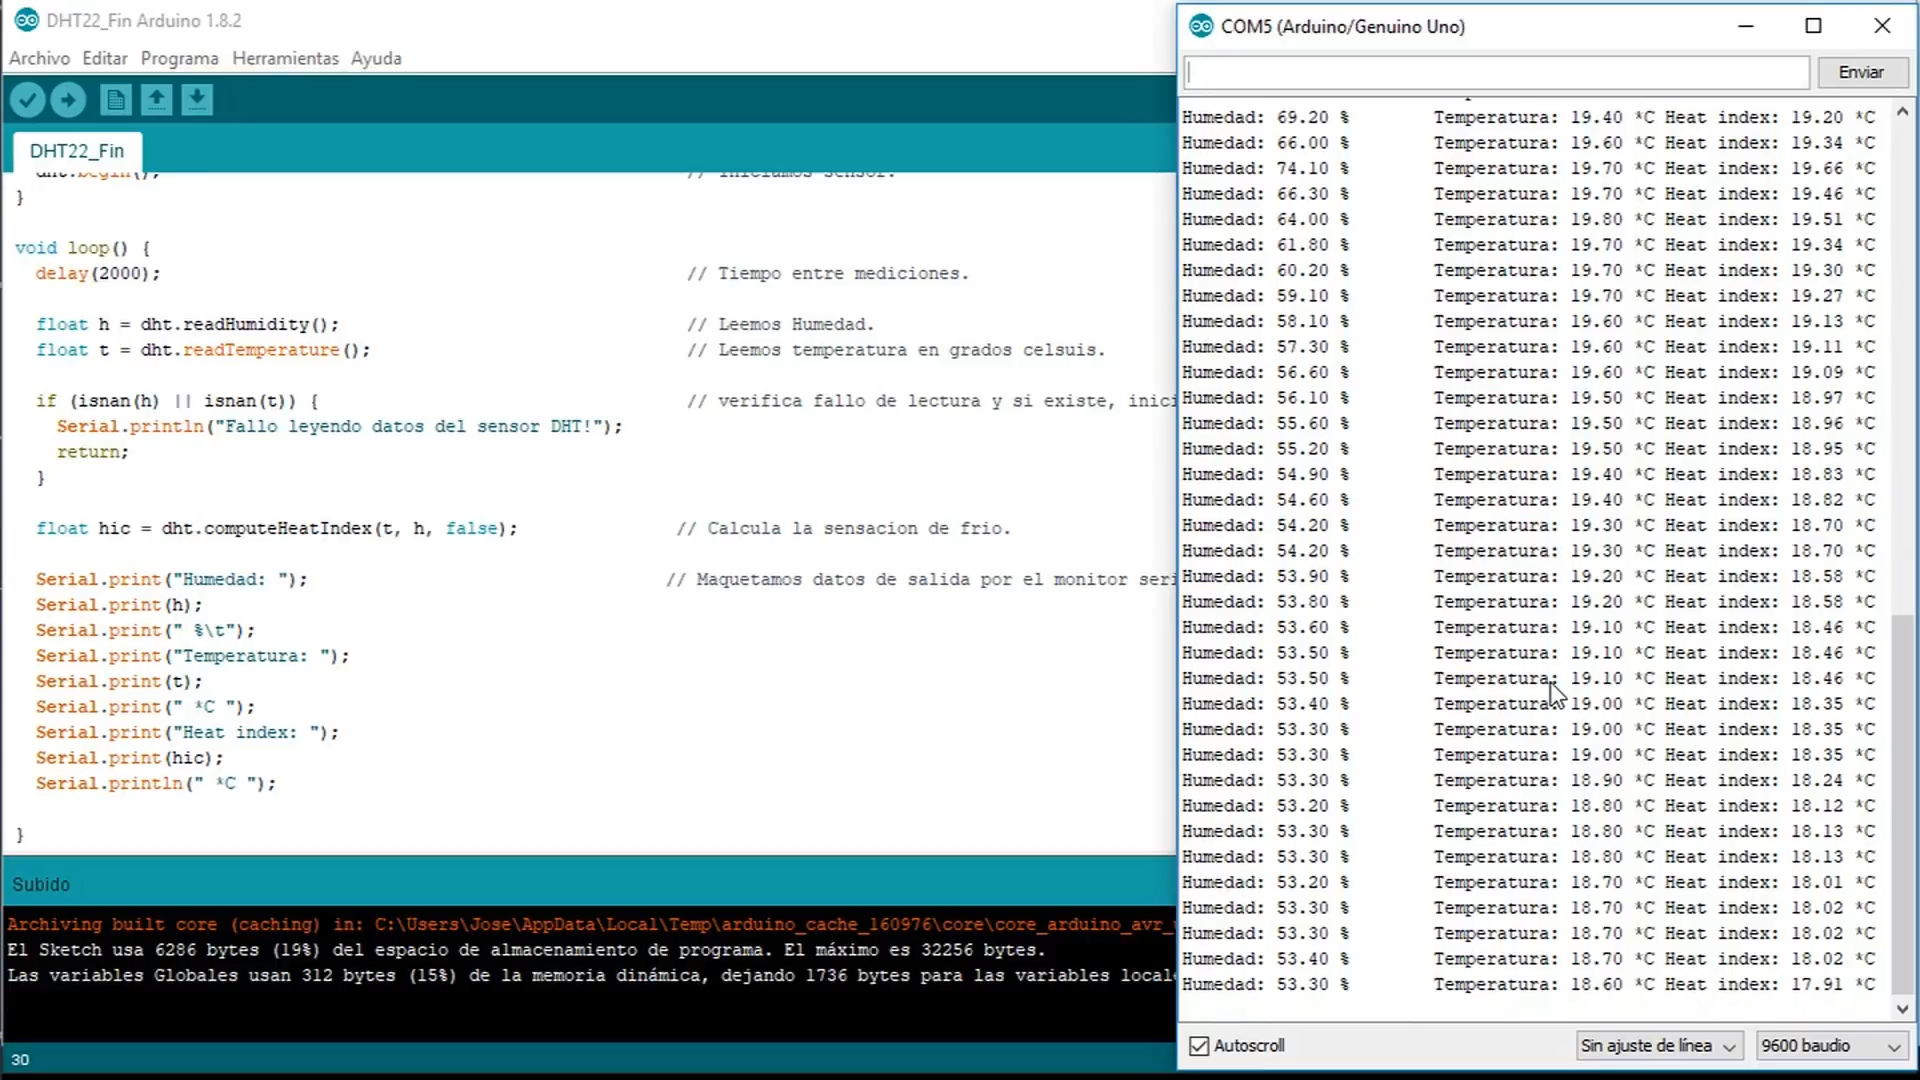 DHT22_Fin Arduino 1.8.2
Archivo Editar Programa Herramientas Ayuda
DHT22_Fin
dht.begin(); // Iniciamos sensor.
}
void loop() {
delay(2000); // Tiempo entre mediciones.
float h = dht.readHumidity(); // Leemos Humedad.
float t = dht.readTemperature(); // Leemos temperatura en grados celsuis.
if (isnan(h) || isnan(t)) { // verifica fallo de lectura y si existe, inici
Serial.println("Fallo leyendo datos del sensor DHT!");
return;
}
float hic = dht.computeHeatIndex(t, h, false); // Calcula la sensacion de frio.
Serial.print("Humedad: "); // Maquetamos datos de salida por el monitor seri
Serial.print(h);
Serial.print(" %\t");
Serial.print("Temperatura: ");
Serial.print(t);
Serial.print(" *C ");
Serial.print("Heat index: ");
Serial.print(hic);
Serial.println(" *C ");
}
Subido
Archiving built core (caching) in: C:\Users\Jose\AppData\Local\Temp\arduino_cache_160976\core\core_arduino_avr_
El Sketch usa 6286 bytes (19%) del espacio de almacenamiento de programa. El máximo es 32256 bytes.
Las variables Globales usan 312 bytes (15%) de la memoria dinámica, dejando 1736 bytes para las variables local
30
COM5 (Arduino/Genuino Uno)
Enviar
Humedad: 69.20 % Temperatura: 19.40 *C Heat index: 19.20 *C
Humedad: 66.00 % Temperatura: 19.60 *C Heat index: 19.34 *C
Humedad: 74.10 % Temperatura: 19.70 *C Heat index: 19.66 *C
Humedad: 66.30 % Temperatura: 19.70 *C Heat index: 19.46 *C
Humedad: 64.00 % Temperatura: 19.80 *C Heat index: 19.51 *C
Humedad: 61.80 % Temperatura: 19.70 *C Heat index: 19.34 *C
Humedad: 60.20 % Temperatura: 19.70 *C Heat index: 19.30 *C
Humedad: 59.10 % Temperatura: 19.70 *C Heat index: 19.27 *C
Humedad: 58.10 % Temperatura: 19.60 *C Heat index: 19.13 *C
Humedad: 57.30 % Temperatura: 19.60 *C Heat index: 19.11 *C
Humedad: 56.60 % Temperatura: 19.60 *C Heat index: 19.09 *C
Humedad: 56.10 % Temperatura: 19.50 *C Heat index: 18.97 *C
Humedad: 55.60 % Temperatura: 19.50 *C Heat index: 18.96 *C
Humedad: 55.20 % Temperatura: 19.50 *C Heat index: 18.95 *C
Humedad: 54.90 % Temperatura: 19.40 *C Heat index: 18.83 *C
Humedad: 54.60 % Temperatura: 19.40 *C Heat index: 18.82 *C
Humedad: 54.20 % Temperatura: 19.30 *C Heat index: 18.70 *C
Humedad: 54.20 % Temperatura: 19.30 *C Heat index: 18.70 *C
Humedad: 53.90 % Temperatura: 19.20 *C Heat index: 18.58 *C
Humedad: 53.80 % Temperatura: 19.20 *C Heat index: 18.58 *C
Humedad: 53.60 % Temperatura: 19.10 *C Heat index: 18.46 *C
Humedad: 53.50 % Temperatura: 19.10 *C Heat index: 18.46 *C
Humedad: 53.50 % Temperatura: 19.10 *C Heat index: 18.46 *C
Humedad: 53.40 % Temperatura: 19.00 *C Heat index: 18.35 *C
Humedad: 53.30 % Temperatura: 19.00 *C Heat index: 18.35 *C
Humedad: 53.30 % Temperatura: 19.00 *C Heat index: 18.35 *C
Humedad: 53.30 % Temperatura: 18.90 *C Heat index: 18.24 *C
Humedad: 53.20 % Temperatura: 18.80 *C Heat index: 18.12 *C
Humedad: 53.30 % Temperatura: 18.80 *C Heat index: 18.13 *C
Humedad: 53.30 % Temperatura: 18.80 *C Heat index: 18.13 *C
Humedad: 53.20 % Temperatura: 18.70 *C Heat index: 18.01 *C
Humedad: 53.30 % Temperatura: 18.70 *C Heat index: 18.02 *C
Humedad: 53.30 % Temperatura: 18.70 *C Heat index: 18.02 *C
Humedad: 53.40 % Temperatura: 18.70 *C Heat index: 18.02 *C
Humedad: 53.30 % Temperatura: 18.60 *C Heat index: 17.91 *C
Autoscroll Sin ajuste de línea 9600 baudio